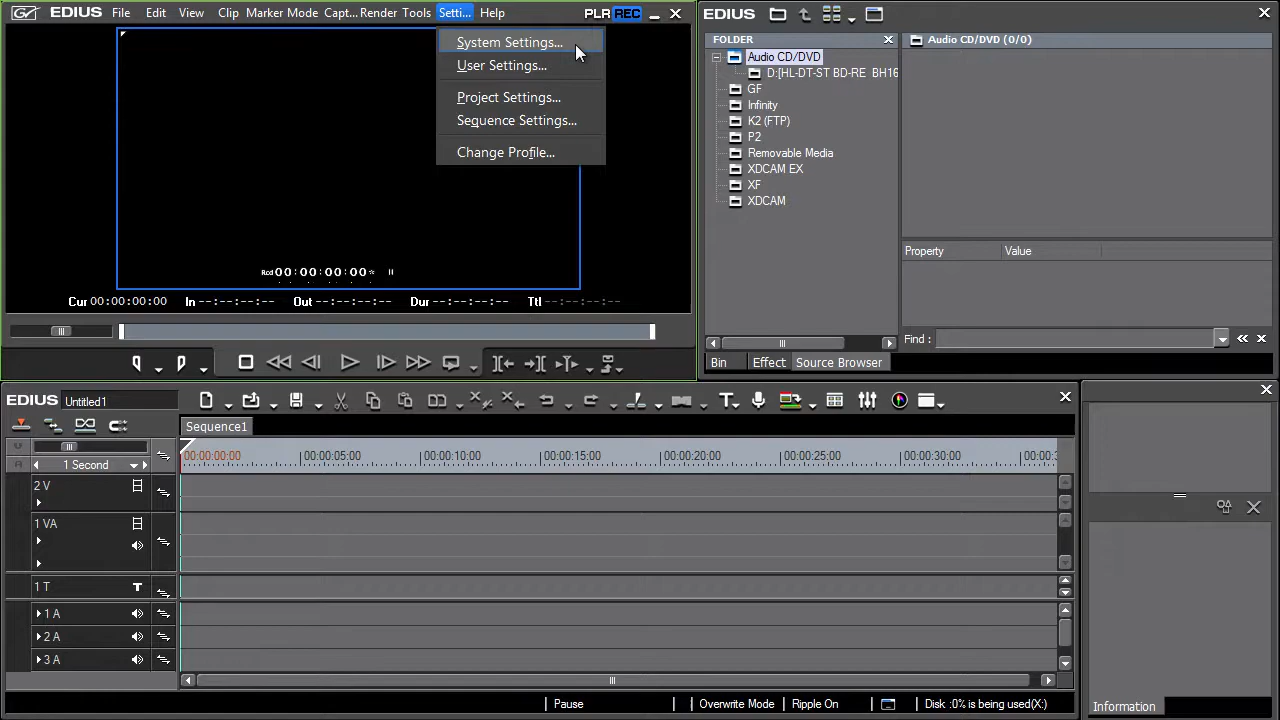 EDIUS File Edit View Clip Marker Mode Capt... Render Tools Setti... Help PLR REC
System Settings...
User Settings...
Project Settings...
Sequence Settings...
Change Profile...
Rcd 00:00:00:00 * II
Cur 00:00:00:00 In --:--:--:-- Out --:--:--:-- Dur --:--:--:-- Ttl --:--:--:--
EDIUS
FOLDER
Audio CD/DVD
D:[HL-DT-ST BD-RE BH16
GF
Infinity
K2 (FTP)
P2
Removable Media
XDCAM EX
XF
XDCAM
Audio CD/DVD (0/0)
Property Value
Find :
Bin Effect Source Browser
EDIUS Untitled1
Sequence1
1 Second
00:00:00:00 00:00:05:00 00:00:10:00 00:00:15:00 00:00:20:00 00:00:25:00 00:00:30:00
2 V
1 VA
1 T T
1 A
2 A
3 A
Pause Overwrite Mode Ripple On Disk :0% is being used(X:)
Information